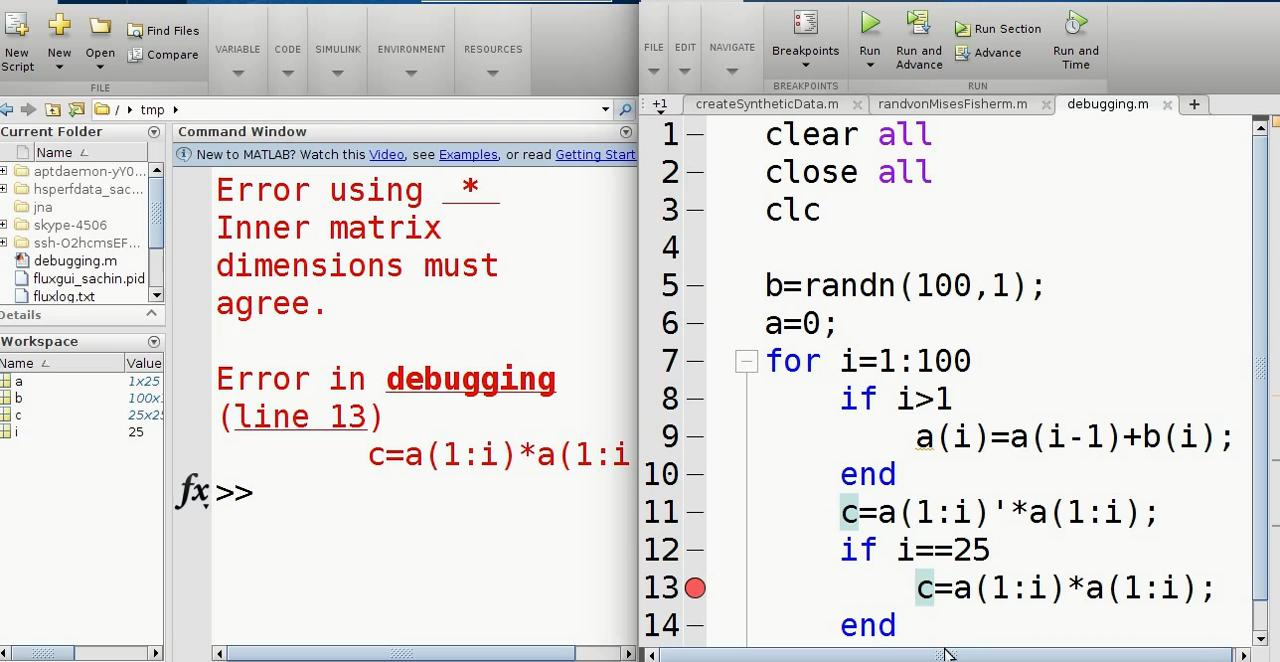 New Script
New
Open
Find Files
Compare
FILE
VARIABLE
CODE
SIMULINK
ENVIRONMENT
RESOURCES
/ tmp
Current Folder
Name
aptdaemon-yY0...
hsperfdata_sac...
jna
skype-4506
ssh-O2hcmsEF...
debugging.m
fluxgui_sachin.pid
fluxlog.txt
Details
Workspace
Name Value
a 1x25
b 100x
c 25x2
i 25
Command Window
New to MATLAB? Watch this Video, see Examples, or read Getting Start
Error using *
Inner matrix
dimensions must
agree.
Error in debugging
(line 13)
c=a(1:i)*a(1:i
fx >>
FILE
EDIT
NAVIGATE
Breakpoints
BREAKPOINTS
Run
Run and Advance
Run Section
Advance
Run and Time
RUN
+1
createSyntheticData.m
randvonMisesFisherm.m
debugging.m
+
1 clear all
2 close all
3 clc
4
5 b=randn(100,1);
6 a=0;
7 for i=1:100
8 if i>1
9 a(i)=a(i-1)+b(i);
10 end
11 c=a(1:i)'*a(1:i);
12 if i==25
13 c=a(1:i)*a(1:i);
14 end